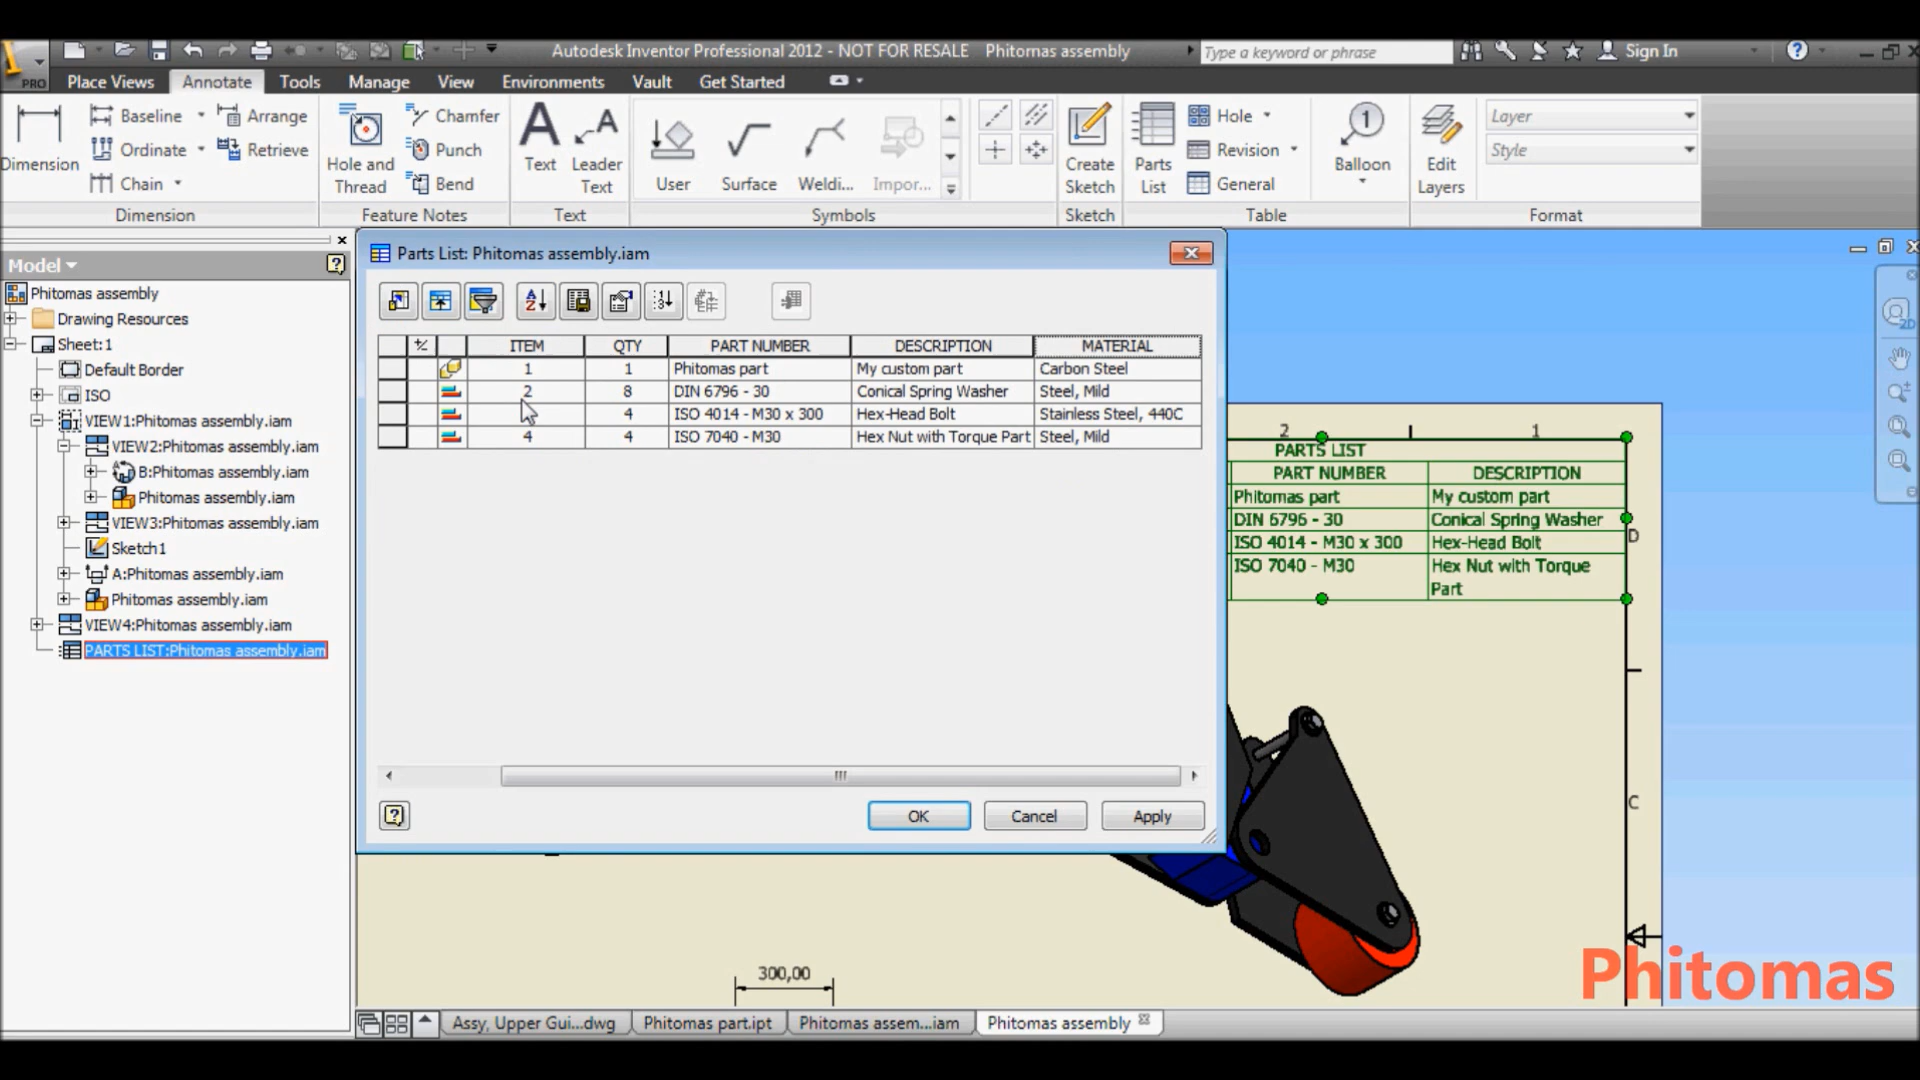 PRO
Autodesk Inventor Professional 2012 - NOT FOR RESALE Phitomas assembly
Type a keyword or phrase
Sign In
Place Views Annotate Tools Manage View Environments Vault Get Started
Dimension
Baseline
Ordinate
Chain
Arrange
Retrieve
Dimension
Hole and
Thread
Chamfer
Punch
Bend
Feature Notes
Text
Leader
Text
Text
User
Surface
Weldi...
Impor...
Symbols
Create
Sketch
Sketch
Parts
List
Hole
Revision
General
Table
1
Balloon
Edit
Layers
Layer
Style
Format
Model
Phitomas assembly
Drawing Resources
Sheet:1
Default Border
ISO
VIEW1:Phitomas assembly.iam
VIEW2:Phitomas assembly.iam
B:Phitomas assembly.iam
Phitomas assembly.iam
VIEW3:Phitomas assembly.iam
Sketch1
A:Phitomas assembly.iam
Phitomas assembly.iam
VIEW4:Phitomas assembly.iam
PARTS LIST:Phitomas assembly.iam
Parts List: Phitomas assembly.iam
ITEM QTY PART NUMBER DESCRIPTION MATERIAL
1 1 Phitomas part My custom part Carbon Steel
2 8 DIN 6796 - 30 Conical Spring Washer Steel, Mild
4 ISO 4014 - M30 x 300 Hex-Head Bolt Stainless Steel, 440C
4 4 ISO 7040 - M30 Hex Nut with Torque Part Steel, Mild
OK Cancel Apply
2 1
PARTS LIST
PART NUMBER DESCRIPTION
Phitomas part My custom part
DIN 6796 - 30 Conical Spring Washer
ISO 4014 - M30 x 300 Hex-Head Bolt
ISO 7040 - M30 Hex Nut with Torque
Part
D
C
2D
300,00
Phitomas
Assy, Upper Gui...dwg Phitomas part.ipt Phitomas assem...iam Phitomas assembly